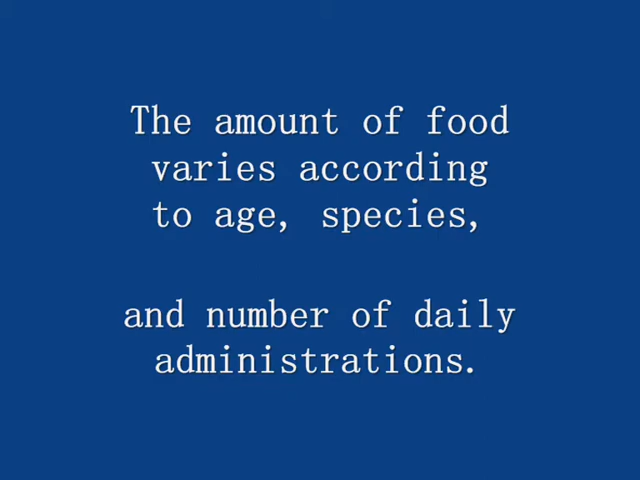 The amount of food
varies according
to age, species,
and number of daily
administrations.